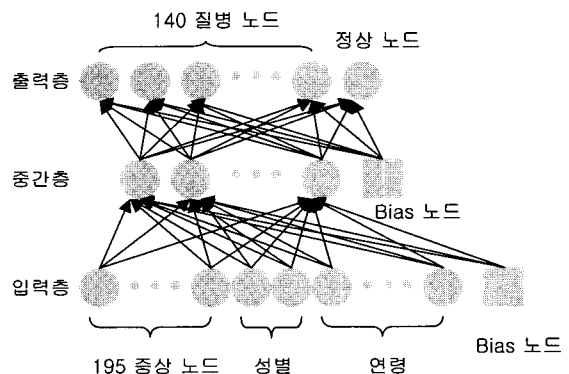 140 질병 노드
정상 노드
출력층
중간층
Bias 노드
입력층
195 중상 노드
성별
연령
Bias 노드